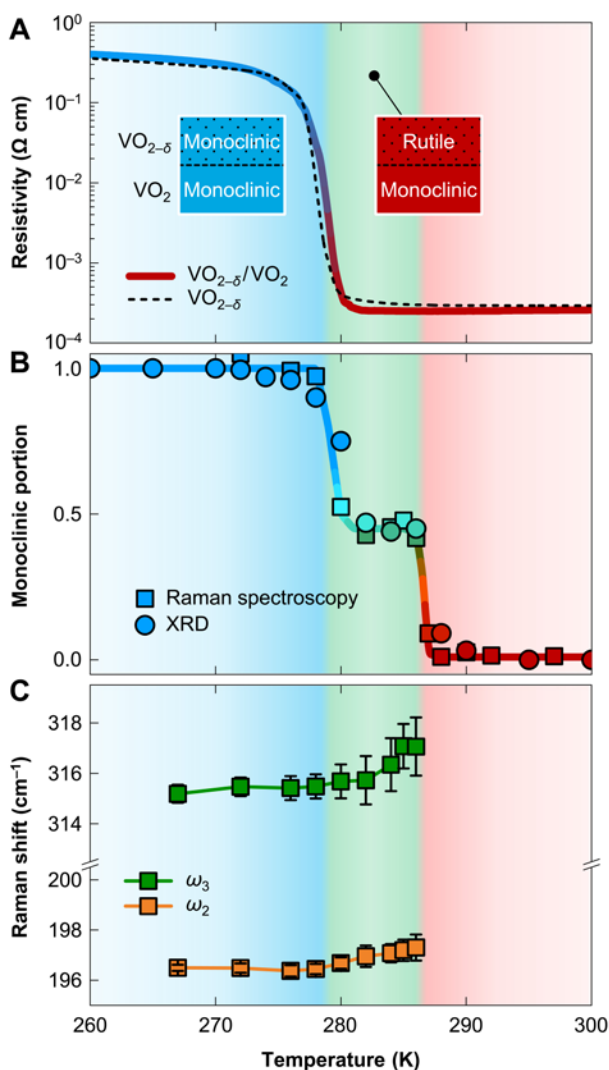 A
Resistivity (Ω cm)
10⁰
10⁻¹
10⁻²
10⁻³
10⁻⁴
VO₂₋δ
Monoclinic
VO₂
Monoclinic
Rutile
Monoclinic
VO₂₋δ/VO₂
VO₂₋δ
B
Monoclinic portion
1.0
0.5
0.0
Raman spectroscopy
XRD
C
Raman shift (cm⁻¹)
318
316
314
200
198
196
ω₃
ω₂
260 270 280 290 300
Temperature (K)